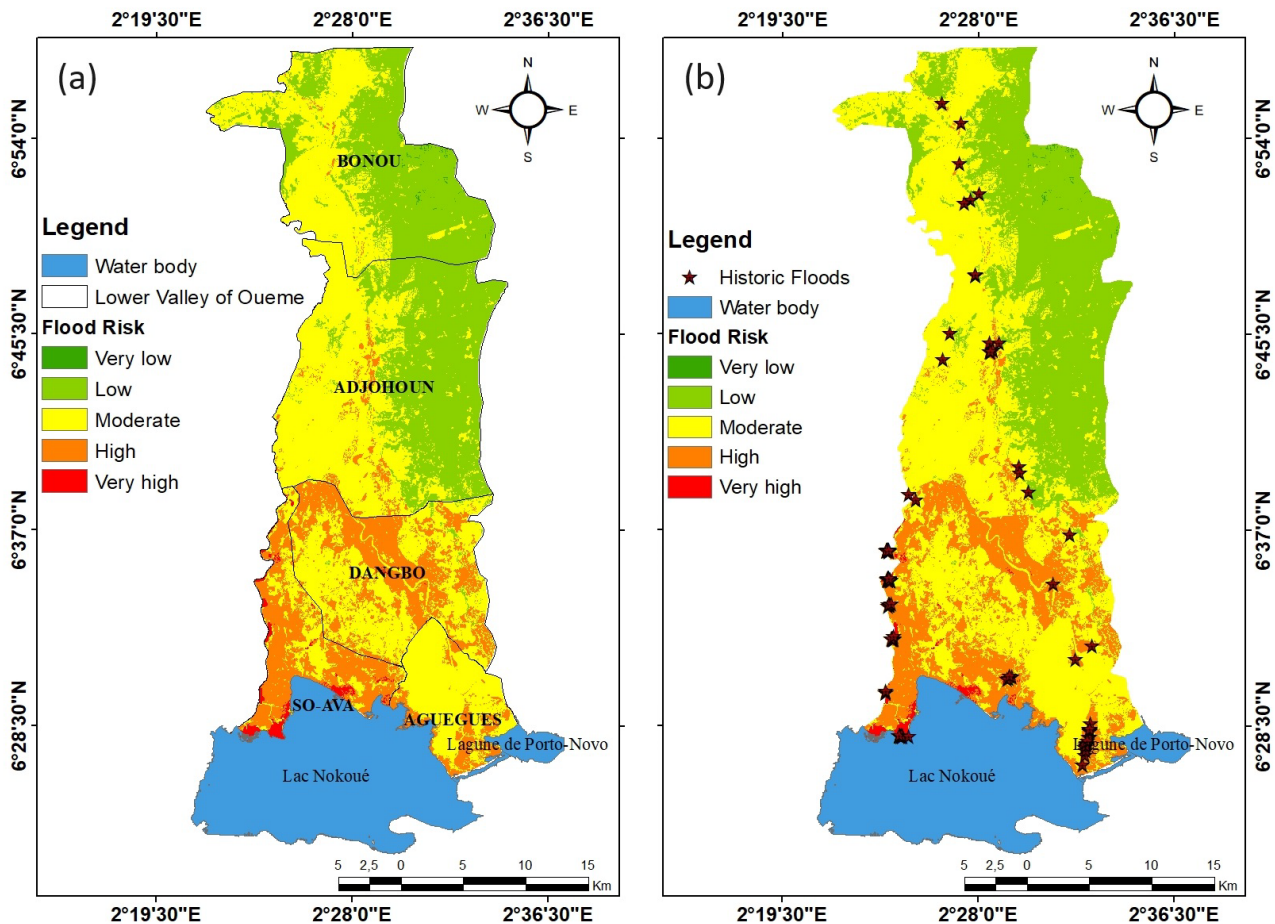 2°19'30"E 2°28'0"E 2°36'30"E
(a)
N
W E
S
6°54'0"N
6°45'30"N
6°37'0"N
6°28'30"N
BONOU
ADJOHOUN
DANGBO
SO-AVA
AGUEGUES
Lagune de Porto-Novo
Lac Nokoué
Legend
Water body
Lower Valley of Oueme
Flood Risk
Very low
Low
Moderate
High
Very high
5 2,5 0 5 10 15
Km
2°19'30"E 2°28'0"E 2°36'30"E
2°19'30"E 2°28'0"E 2°36'30"E
(b)
N
W E
S
6°54'0"N
6°45'30"N
6°37'0"N
6°28'30"N
Legend
Historic Floods
Water body
Flood Risk
Very low
Low
Moderate
High
Very high
Lagune de Porto-Novo
Lac Nokoué
5 2,5 0 5 10 15
Km
2°19'30"E 2°28'0"E 2°36'30"E